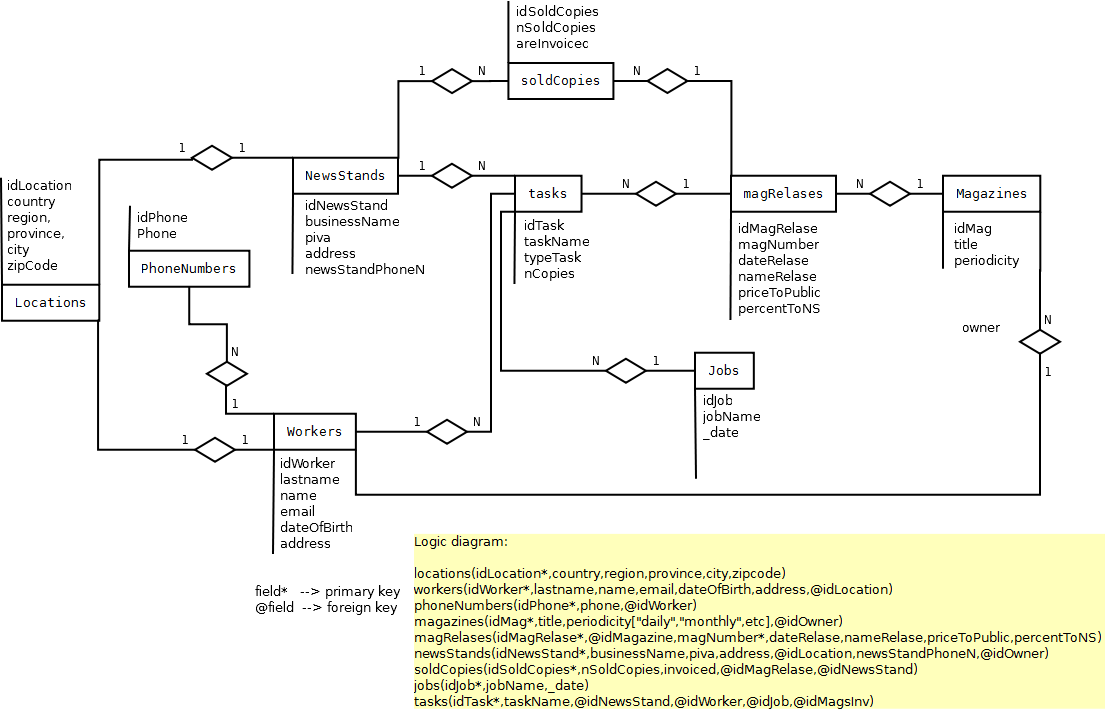 idSoldCopies
nSoldCopies
areInvoicec
soldCopies
1
N
N
1
1
1
NewsStands
idNewsStand
businessName
piva
address
newsStandPhoneN
1
N
tasks
idTask
taskName
typeTask
nCopies
N
1
magRelases
idMagRelase
magNumber
dateRelase
nameRelase
priceToPublic
percentToNS
N
1
Magazines
idMag
title
periodicity
idLocation
country
region,
province,
city
zipCode
Locations
idPhone
Phone
PhoneNumbers
N
1
owner
N
1
N
1
Jobs
idJob
jobName
_date
1
1
Workers
idWorker
lastname
name
email
dateOfBirth
address
1
N
field* --> primary key
@field --> foreign key
Logic diagram:
locations(idLocation*,country,region,province,city,zipcode)
workers(idWorker*,lastname,name,email,dateOfBirth,address,@idLocation)
phoneNumbers(idPhone*,phone,@idWorker)
magazines(idMag*,title,periodicity["daily","monthly",etc],@idOwner)
magRelases(idMagRelase*,@idMagazine,magNumber*,dateRelase,nameRelase,priceToPublic,percentToNS)
newsStands(idNewsStand*,businessName,piva,address,@idLocation,newsStandPhoneN,@idOwner)
soldCopies(idSoldCopies*,nSoldCopies,invoiced,@idMagRelase,@idNewsStand)
jobs(idJob*,jobName,_date)
tasks(idTask*,taskName,@idNewsStand,@idWorker,@idJob,@idMagsInv)